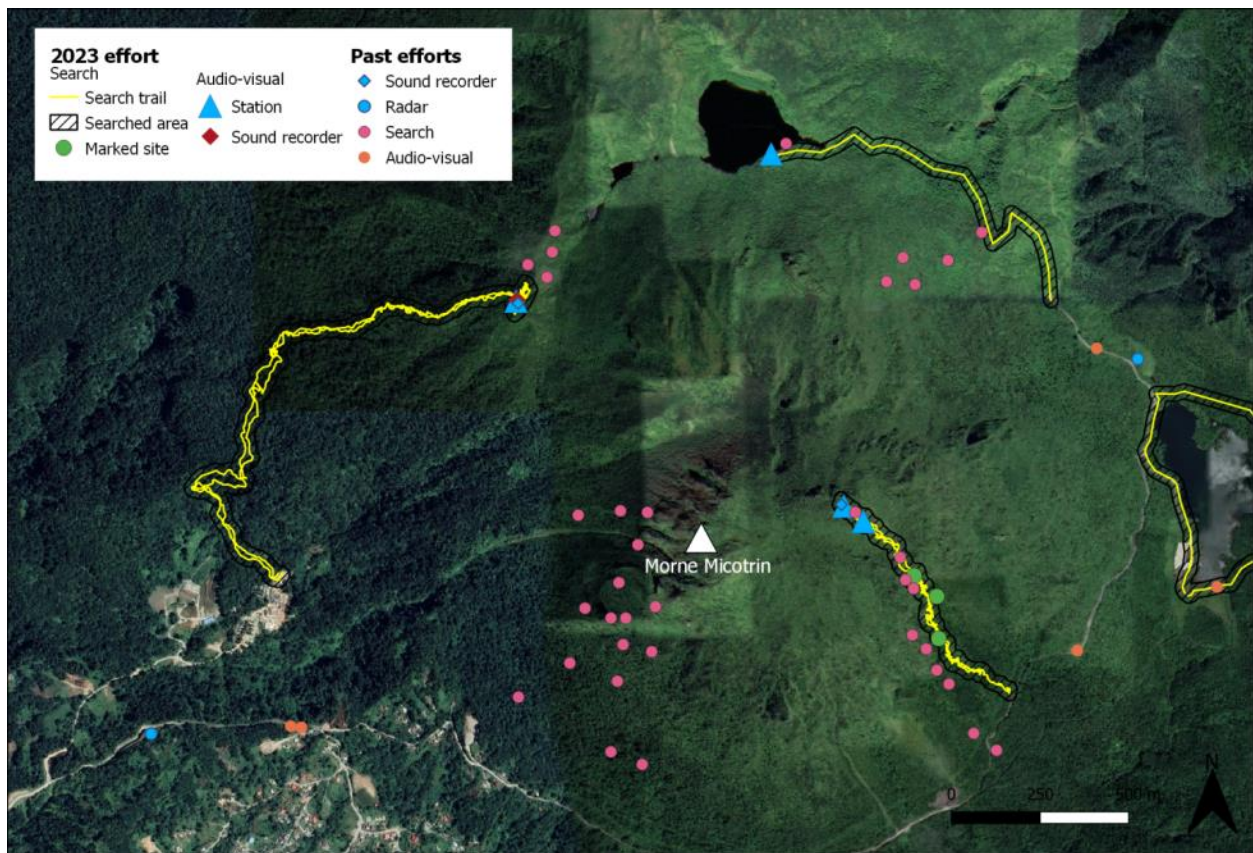 2023 effort
Search
Search trail
Searched area
Marked site
Audio-visual
Station
Sound recorder
Past efforts
Sound recorder
Radar
Search
Audio-visual
Morne Micotrin
N
0 250 500 m